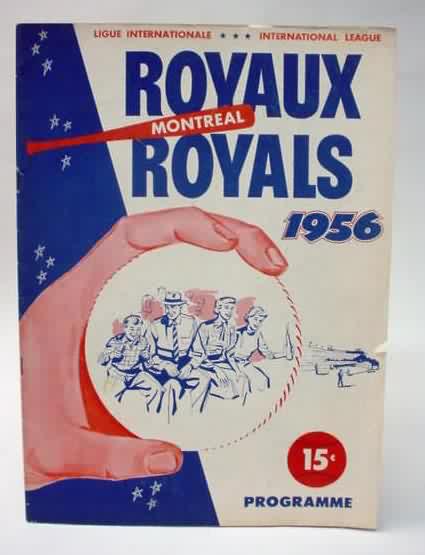 LIGUE INTERNATIONALE ★ ★ ★ INTERNATIONAL LEAGUE
ROYAUX
MONTREAL
ROYALS
1956
15¢
PROGRAMME